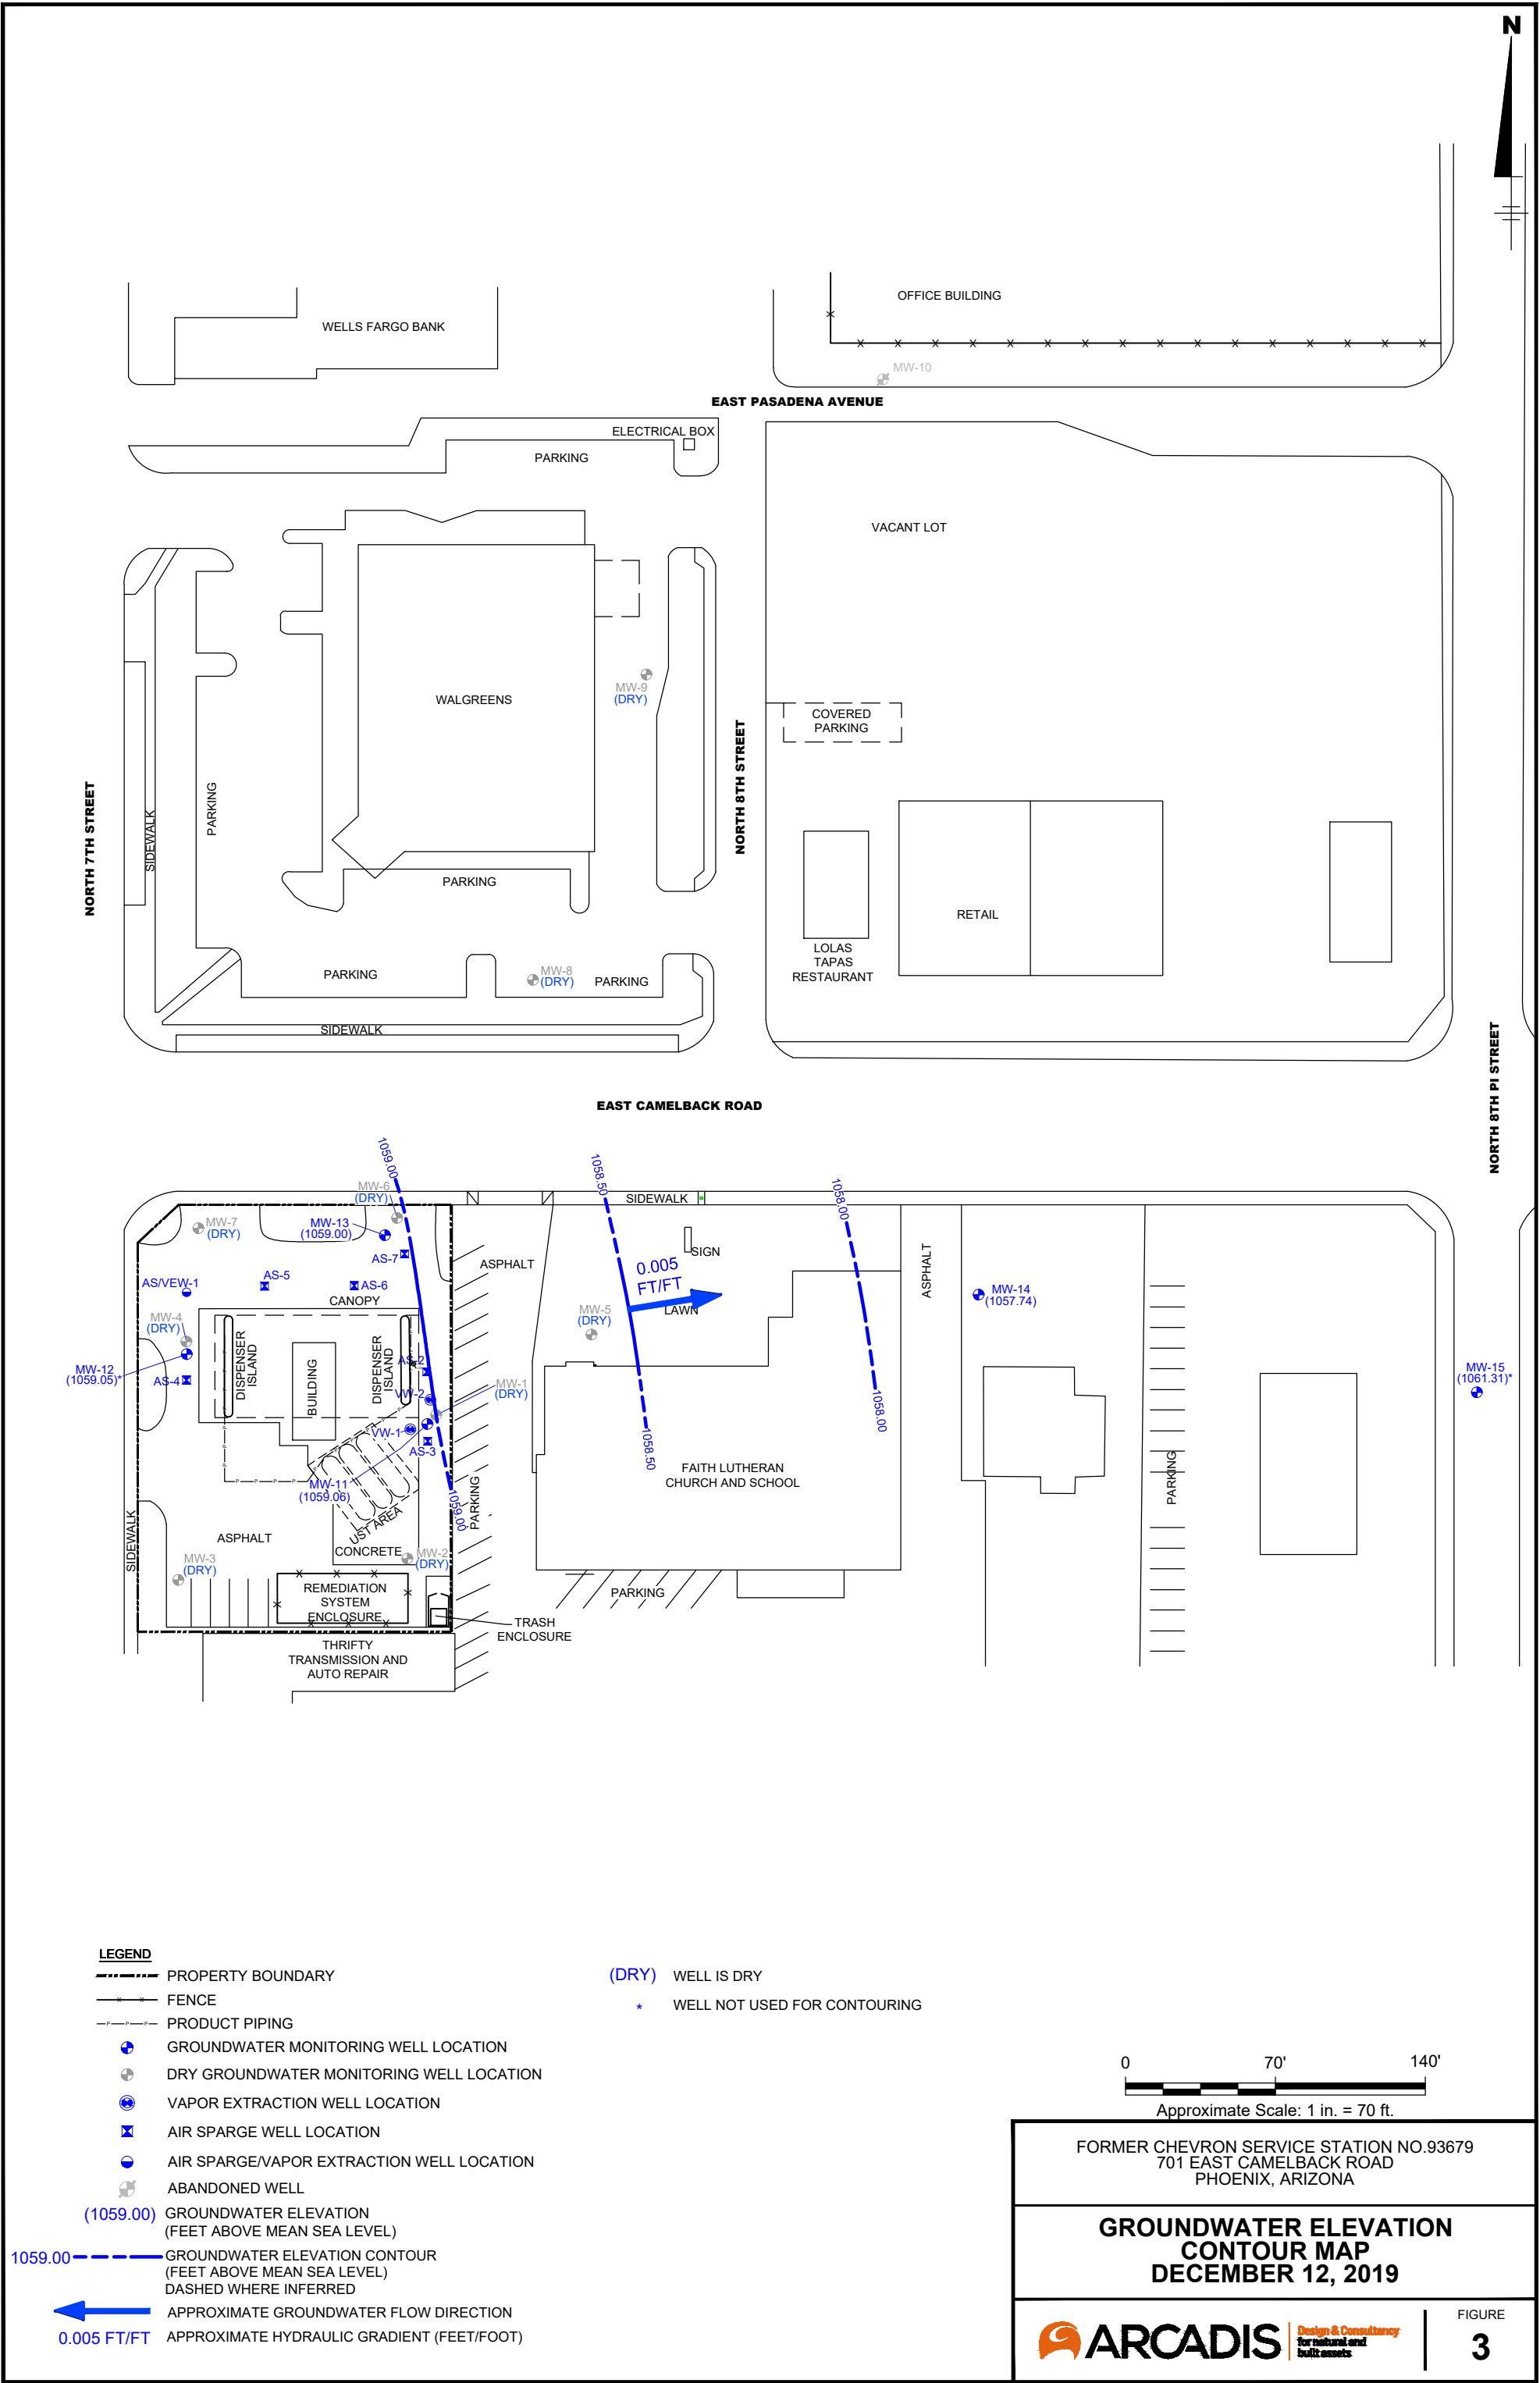 N
OFFICE BUILDING
WELLS FARGO BANK
MW-10
EAST PASADENA AVENUE
ELECTRICAL BOX
PARKING
VACANT LOT
WALGREENS
MW-9
(DRY)
COVERED
PARKING
NORTH 8TH STREET
NORTH 7TH STREET
SIDEWALK
PARKING
PARKING
RETAIL
LOLAS
TAPAS
RESTAURANT
PARKING
MW-8
(DRY)
PARKING
SIDEWALK
NORTH 8TH PI STREET
EAST CAMELBACK ROAD
1059.00
1058.50
1058.00
MW-6
(DRY)
SIDEWALK
MW-7
(DRY)
MW-13
(1059.00)
AS-7
ASPHALT
SIGN
0.005
FT/FT
LAWN
ASPHALT
AS/VEW-1
AS-5
AS-6
CANOPY
MW-14
(1057.74)
MW-4
(DRY)
MW-5
(DRY)
DISPENSER
ISLAND
BUILDING
DISPENSER
ISLAND
AS-2
MW-12
(1059.05)*
AS-4
VW-2
MW-1
(DRY)
MW-15
(1061.31)*
VW-1
AS-3
1058.50
1058.00
MW-11
(1059.06)
1059.00
PARKING
FAITH LUTHERAN
CHURCH AND SCHOOL
PARKING
UST AREA
SIDEWALK
ASPHALT
CONCRETE
MW-2
(DRY)
MW-3
(DRY)
REMEDIATION
SYSTEM
ENCLOSURE
PARKING
TRASH
ENCLOSURE
THRIFTY
TRANSMISSION AND
AUTO REPAIR
LEGEND
PROPERTY BOUNDARY
FENCE
PRODUCT PIPING
GROUNDWATER MONITORING WELL LOCATION
DRY GROUNDWATER MONITORING WELL LOCATION
VAPOR EXTRACTION WELL LOCATION
AIR SPARGE WELL LOCATION
AIR SPARGE/VAPOR EXTRACTION WELL LOCATION
ABANDONED WELL
(1059.00) GROUNDWATER ELEVATION
(FEET ABOVE MEAN SEA LEVEL)
1059.00 GROUNDWATER ELEVATION CONTOUR
(FEET ABOVE MEAN SEA LEVEL)
DASHED WHERE INFERRED
APPROXIMATE GROUNDWATER FLOW DIRECTION
0.005 FT/FT APPROXIMATE HYDRAULIC GRADIENT (FEET/FOOT)
(DRY) WELL IS DRY
* WELL NOT USED FOR CONTOURING
0 70' 140'
Approximate Scale: 1 in. = 70 ft.
FORMER CHEVRON SERVICE STATION NO.93679
701 EAST CAMELBACK ROAD
PHOENIX, ARIZONA
GROUNDWATER ELEVATION
CONTOUR MAP
DECEMBER 12, 2019
ARCADIS
Design & Consultancy
for natural and
built assets
FIGURE
3